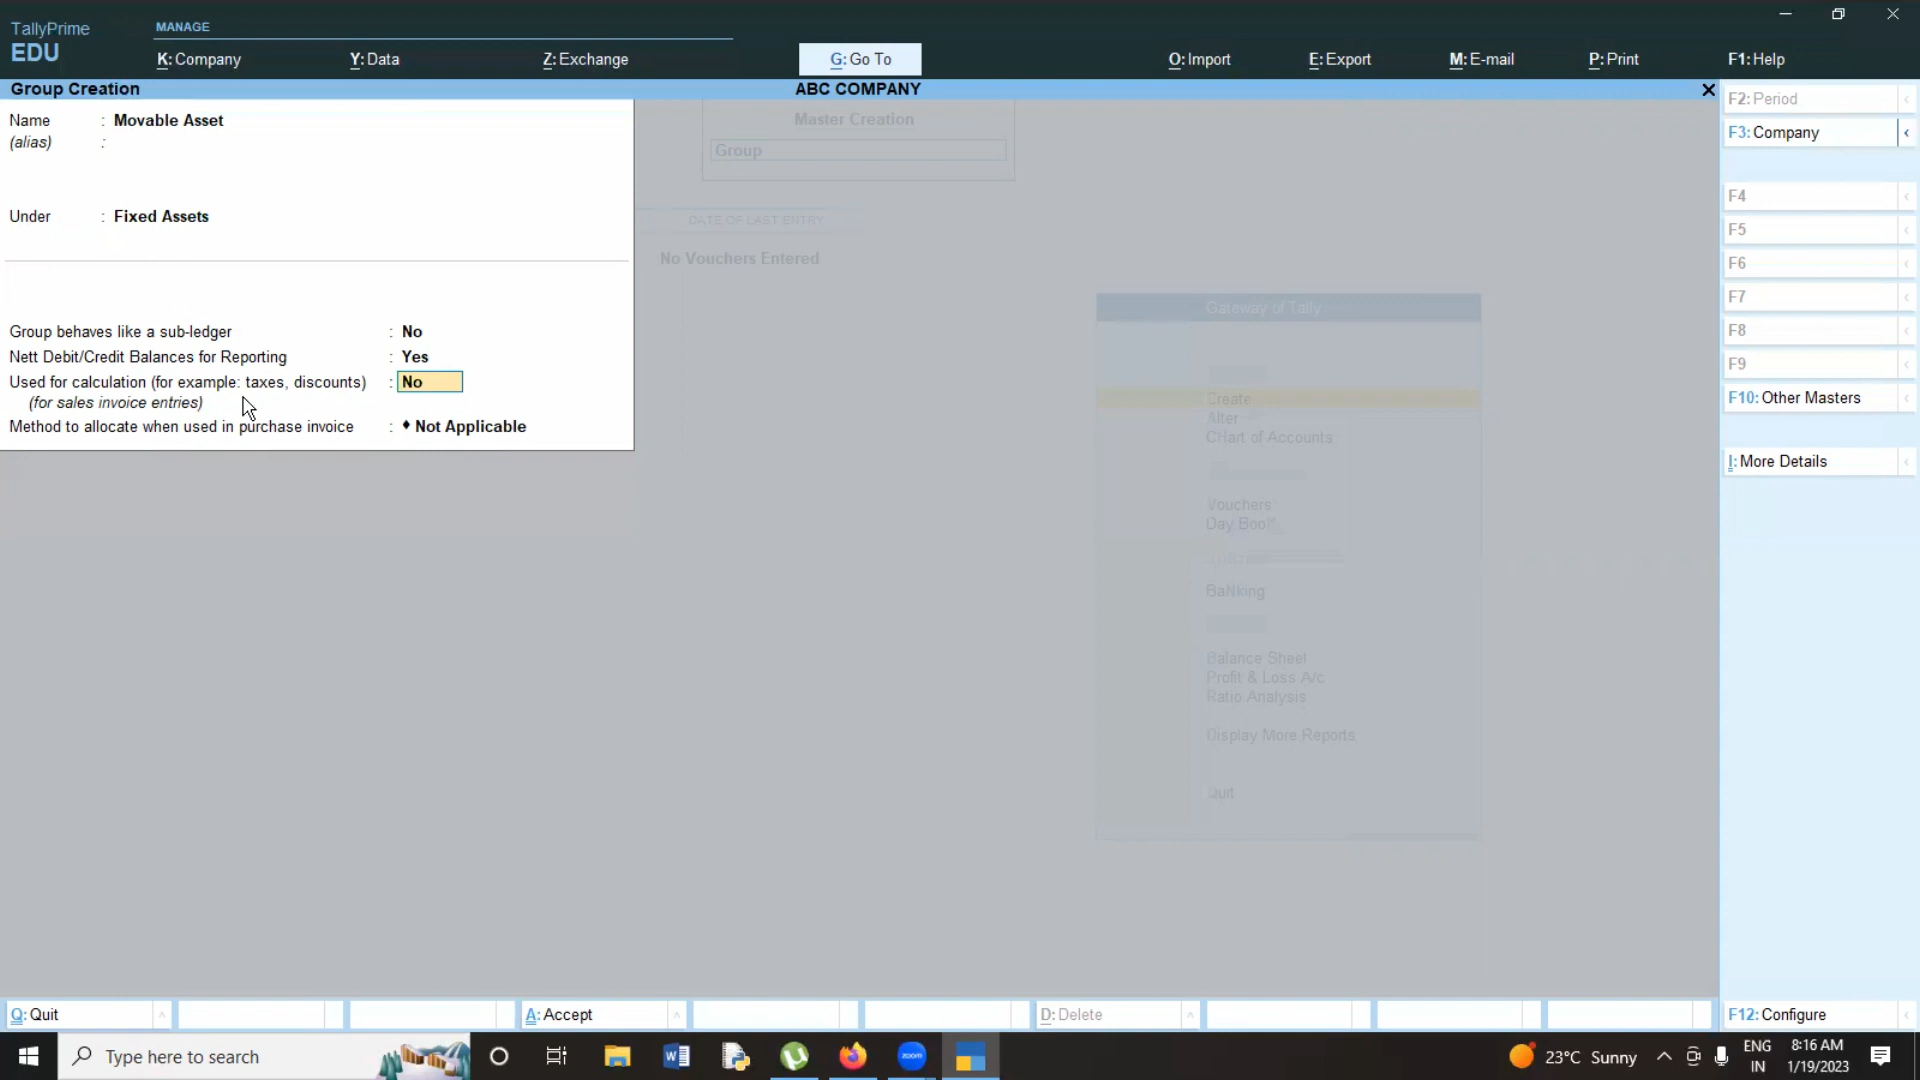 TallyPrime
EDU
MANAGE
K: Company
Y: Data
Z: Exchange
G: Go To
O: Import
E: Export
M: E-mail
P: Print
F1: Help
Group Creation
ABC COMPANY
Name : Movable Asset
(alias) :
Under : Fixed Assets
Group behaves like a sub-ledger : No
Nett Debit/Credit Balances for Reporting : Yes
Used for calculation (for example: taxes, discounts) : No
(for sales invoice entries)
Method to allocate when used in purchase invoice : ♦ Not Applicable
Master Creation
Group
DATE OF LAST ENTRY
No Vouchers Entered
Gateway of Tally
Create
Alter
CHart of Accounts
Vouchers
Day Book
BaNking
Balance Sheet
Profit & Loss A/c
Ratio Analysis
Display More Reports
Quit
F2: Period
F3: Company
F4
F5
F6
F7
F8
F9
F10: Other Masters
I: More Details
F12: Configure
Q: Quit
A: Accept
D: Delete
Type here to search
zoom
23°C Sunny
ENG
IN
8:16 AM
1/19/2023